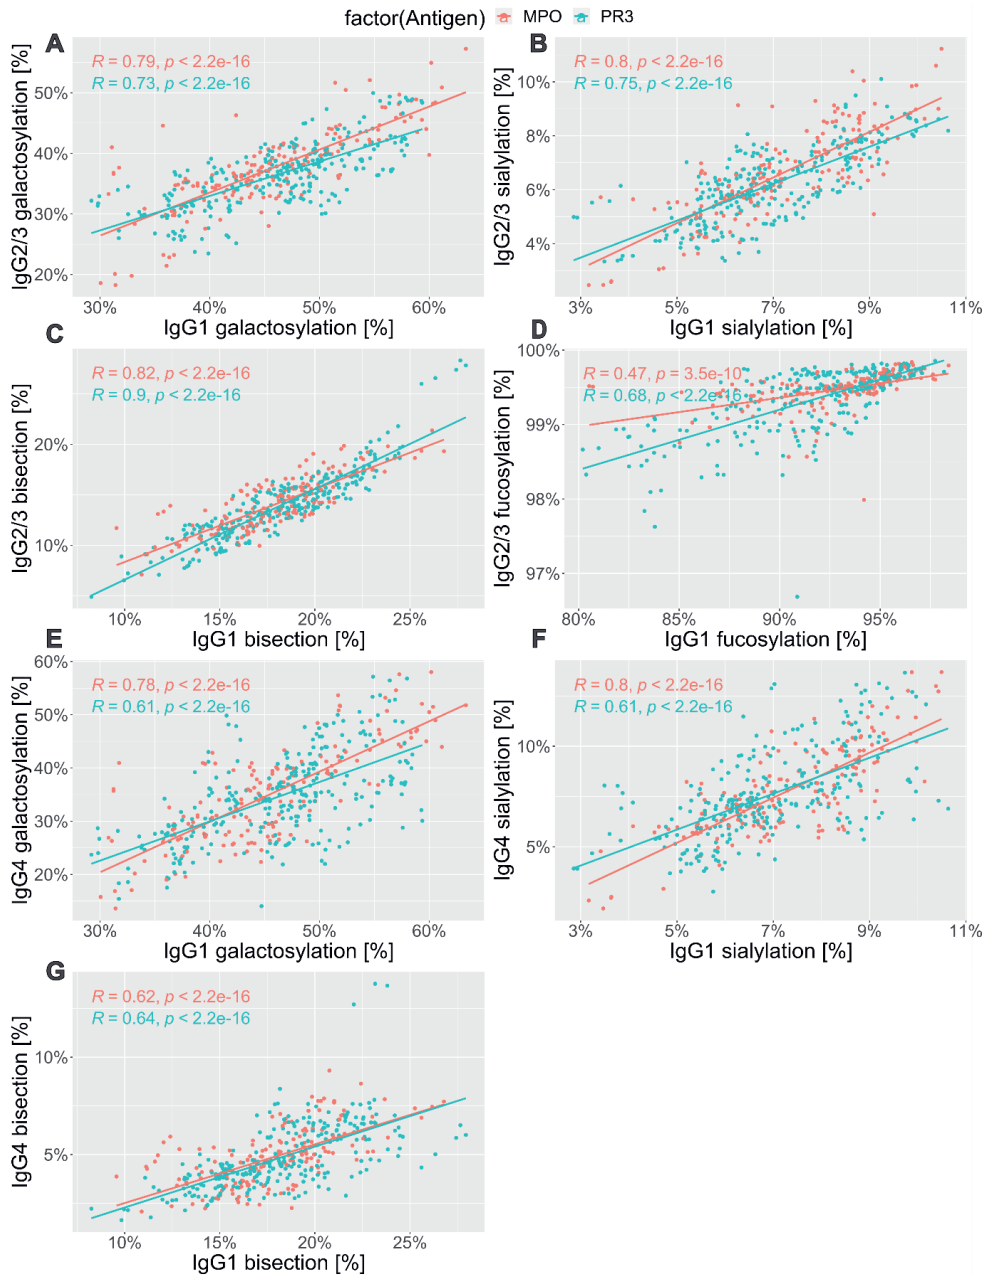 factor(Antigen) MPO PR3
A
R = 0.79, p < 2.2e-16
R = 0.73, p < 2.2e-16
IgG2/3 galactosylation [%]
50%
40%
30%
20%
30% 40% 50% 60%
IgG1 galactosylation [%]
B
R = 0.8, p < 2.2e-16
R = 0.75, p < 2.2e-16
IgG2/3 sialylation [%]
10%
8%
6%
4%
3% 5% 7% 9% 11%
IgG1 sialylation [%]
C
R = 0.82, p < 2.2e-16
R = 0.9, p < 2.2e-16
IgG2/3 bisection [%]
20%
10%
10% 15% 20% 25%
IgG1 bisection [%]
D
R = 0.47, p = 3.5e-10
R = 0.68, p < 2.2e-16
IgG2/3 fucosylation [%]
100%
99%
98%
97%
80% 85% 90% 95%
IgG1 fucosylation [%]
E
R = 0.78, p < 2.2e-16
R = 0.61, p < 2.2e-16
IgG4 galactosylation [%]
60%
50%
40%
30%
20%
30% 40% 50% 60%
IgG1 galactosylation [%]
F
R = 0.8, p < 2.2e-16
R = 0.61, p < 2.2e-16
IgG4 sialylation [%]
10%
5%
3% 5% 7% 9% 11%
IgG1 sialylation [%]
G
R = 0.62, p < 2.2e-16
R = 0.64, p < 2.2e-16
IgG4 bisection [%]
10%
5%
10% 15% 20% 25%
IgG1 bisection [%]